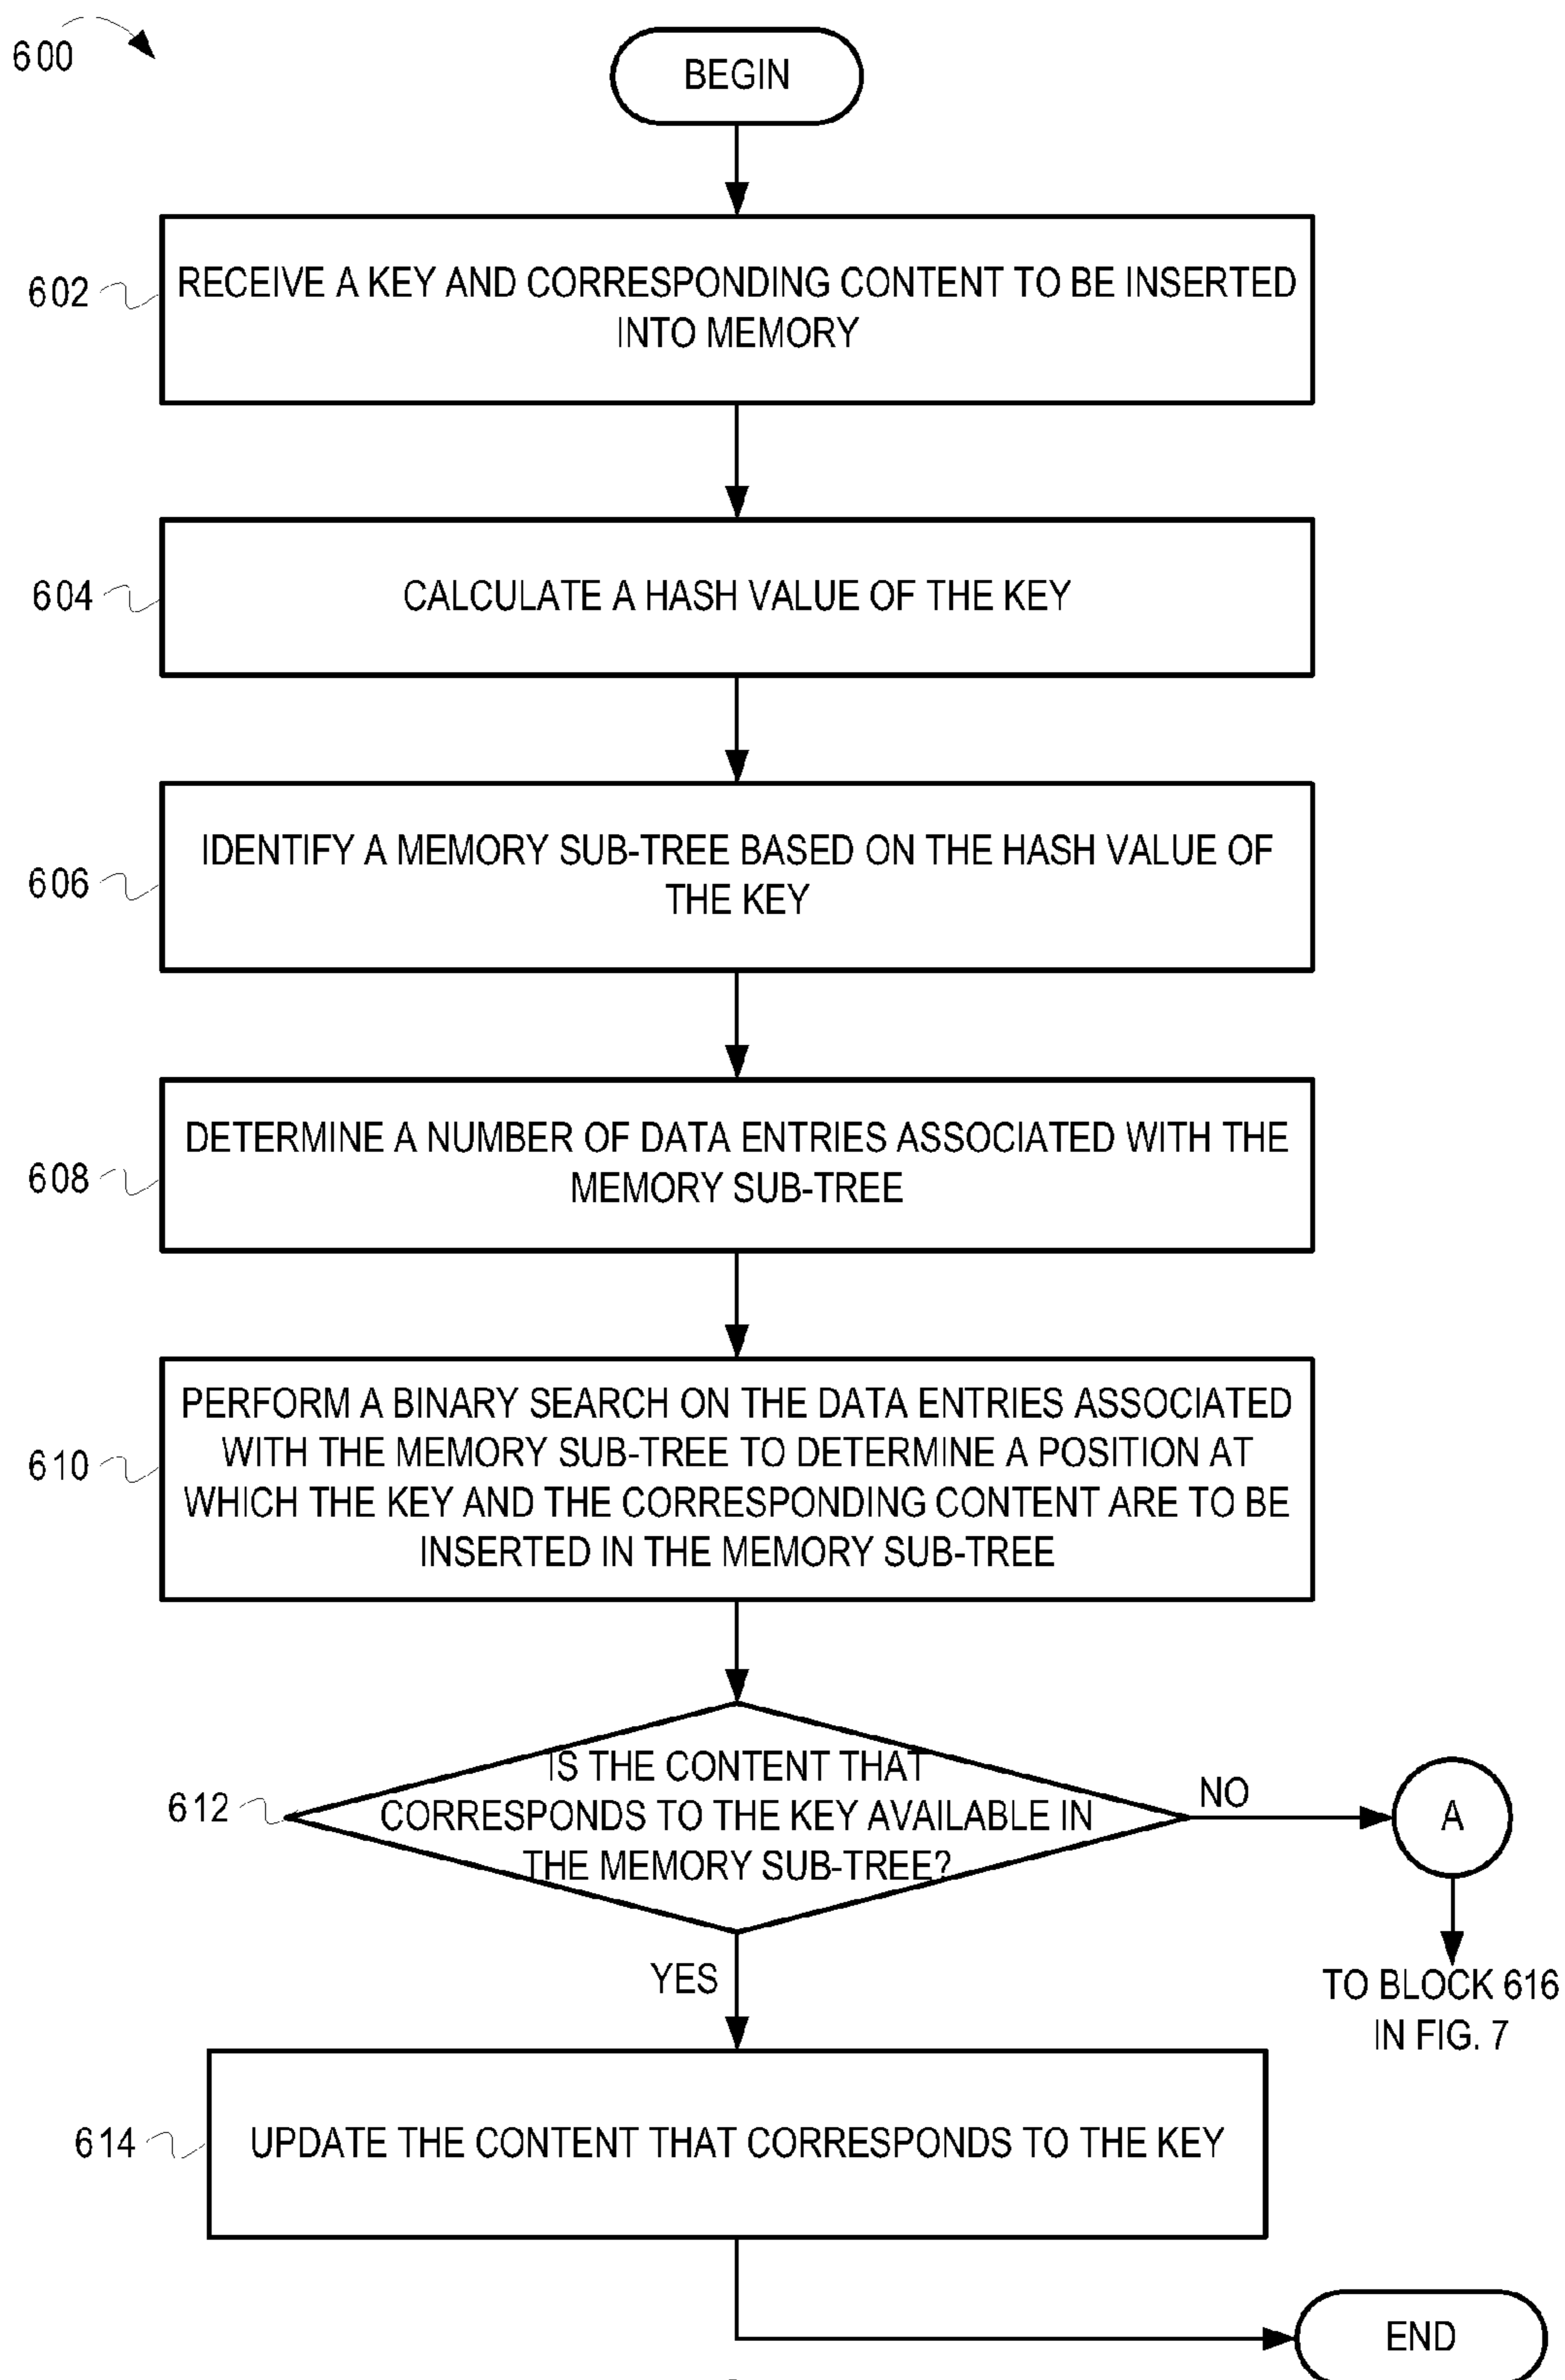 600
BEGIN
602
RECEIVE A KEY AND CORRESPONDING CONTENT TO BE INSERTED
INTO MEMORY
604
CALCULATE A HASH VALUE OF THE KEY
606
IDENTIFY A MEMORY SUB-TREE BASED ON THE HASH VALUE OF
THE KEY
608
DETERMINE A NUMBER OF DATA ENTRIES ASSOCIATED WITH THE
MEMORY SUB-TREE
610
PERFORM A BINARY SEARCH ON THE DATA ENTRIES ASSOCIATED
WITH THE MEMORY SUB-TREE TO DETERMINE A POSITION AT
WHICH THE KEY AND THE CORRESPONDING CONTENT ARE TO BE
INSERTED IN THE MEMORY SUB-TREE
612
IS THE CONTENT THAT
CORRESPONDS TO THE KEY AVAILABLE IN
THE MEMORY SUB-TREE?
NO
A
TO BLOCK 616
IN FIG. 7
YES
614
UPDATE THE CONTENT THAT CORRESPONDS TO THE KEY
END